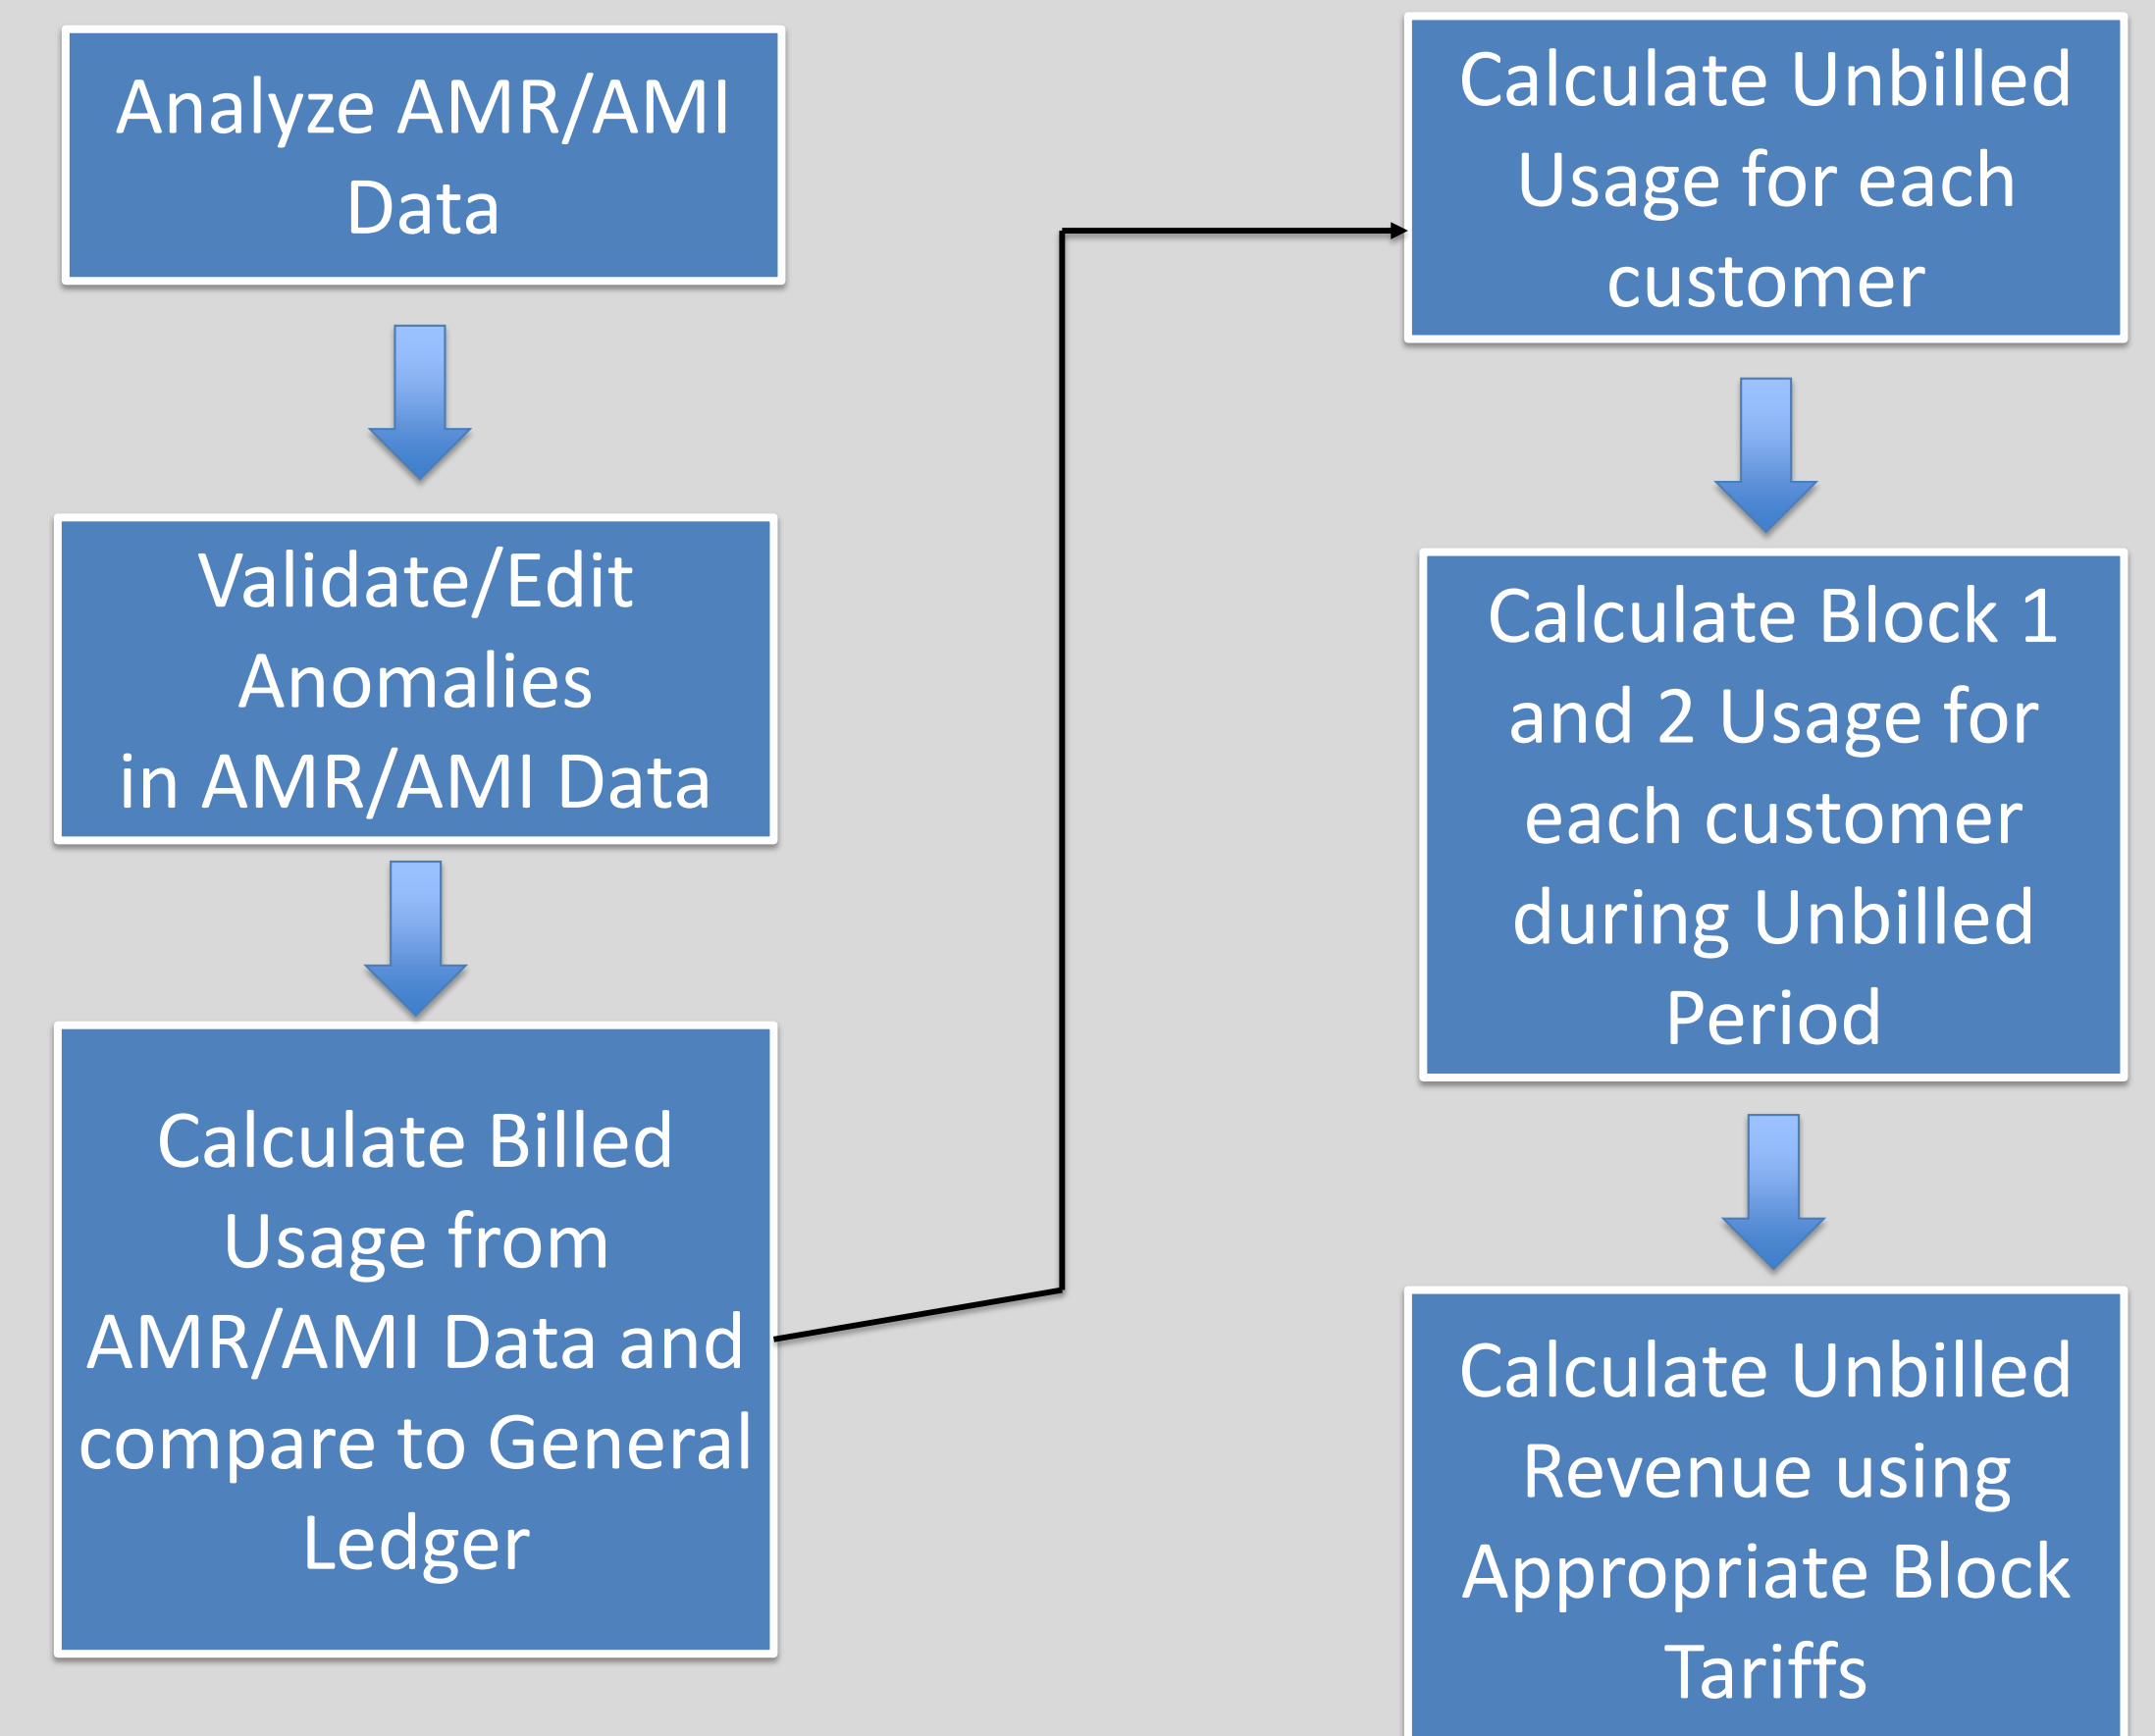 Analyze AMR/AMI
Data
Validate/Edit
Anomalies
in AMR/AMI Data
Calculate Billed
Usage from
AMR/AMI Data and
compare to General
Ledger
Calculate Unbilled
Usage for each
customer
Calculate Block 1
and 2 Usage for
each customer
during Unbilled
Period
Calculate Unbilled
Revenue using
Appropriate Block
Tariffs